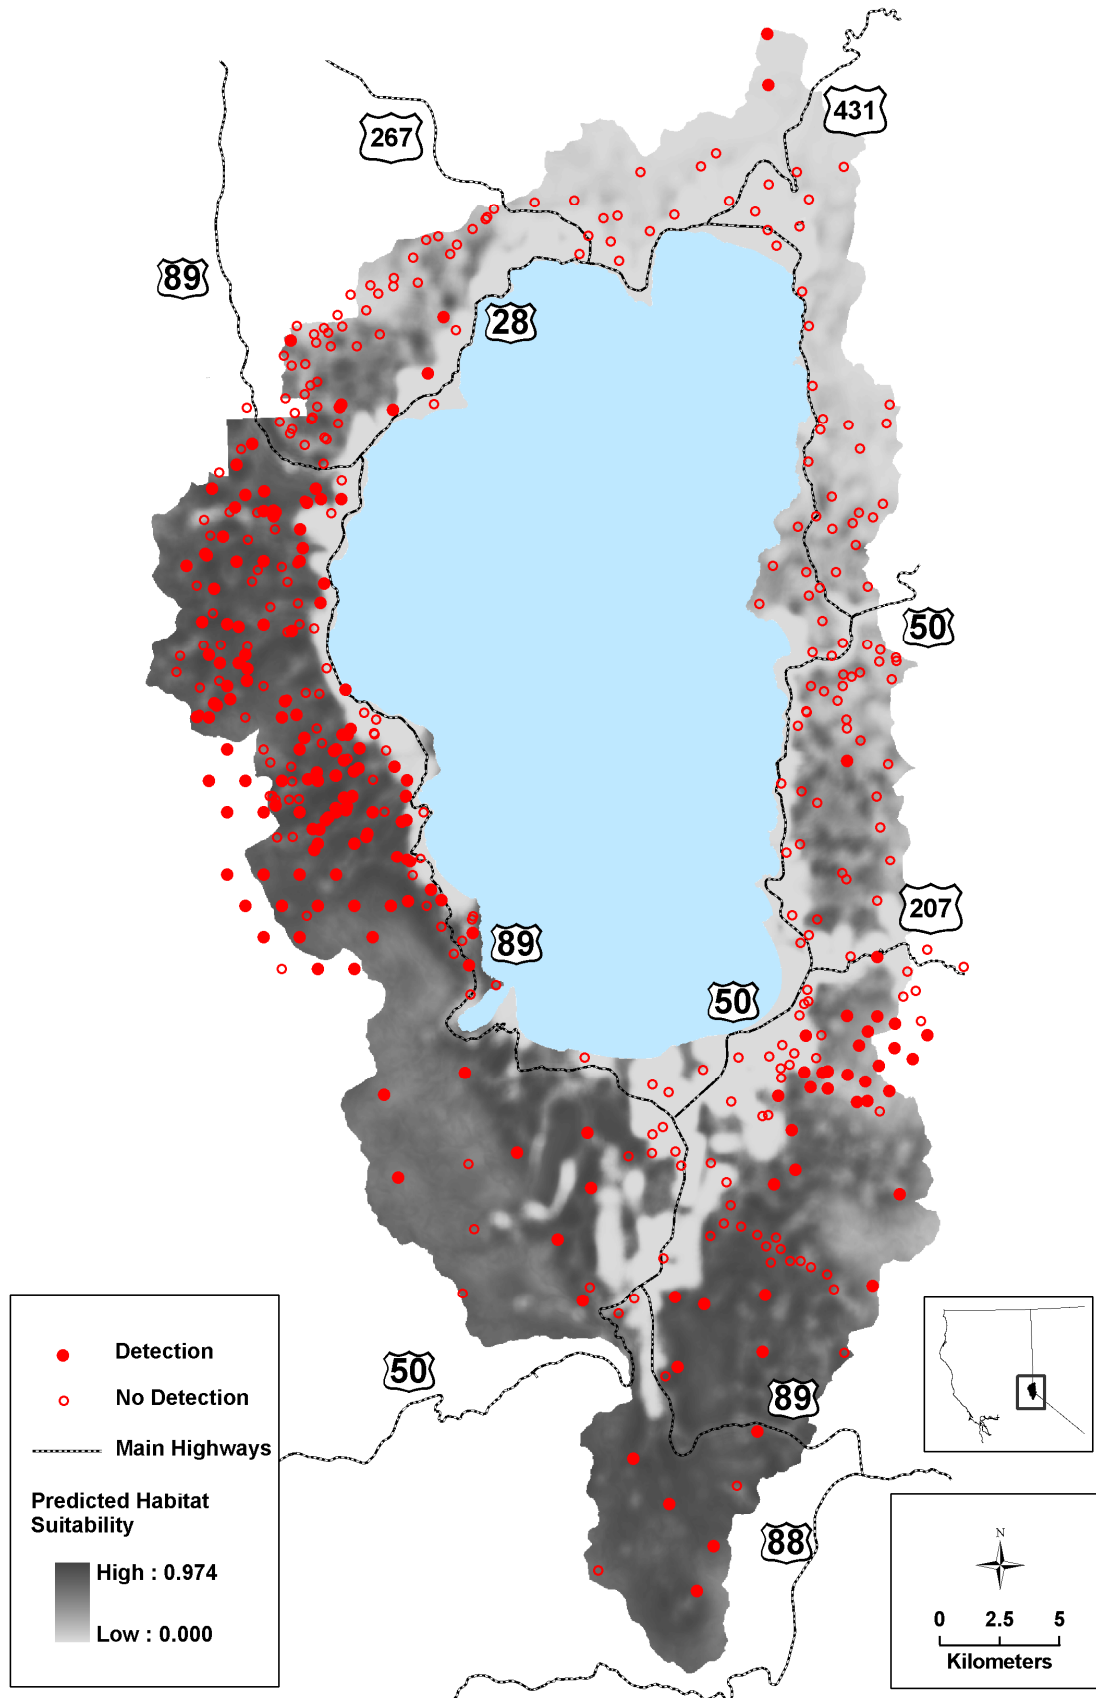 431
267
89
28
50
207
89
50
Detection
No Detection
Main Highways
Predicted Habitat
Suitability
High : 0.974
Low : 0.000
50
89
88
N
0 2.5 5
Kilometers